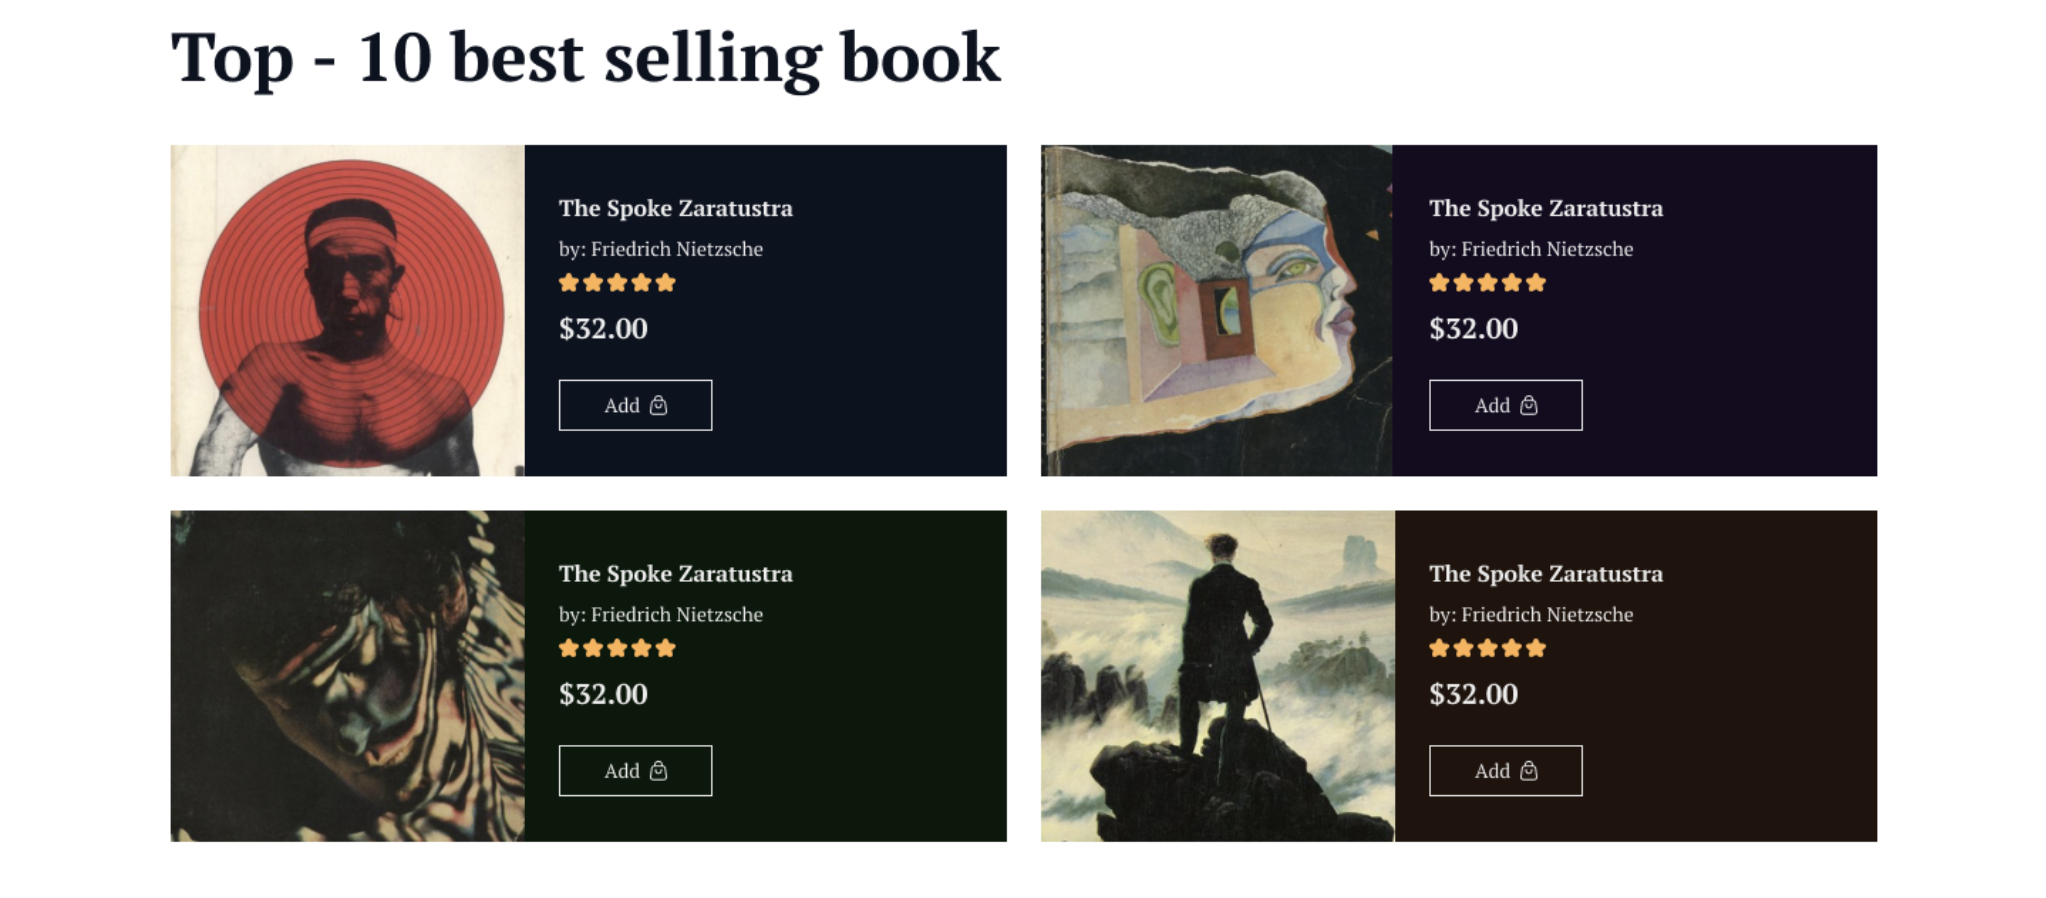 Top - 10 best selling book
The Spoke Zaratustra
by: Friedrich Nietzsche
$32.00
Add
The Spoke Zaratustra
by: Friedrich Nietzsche
$32.00
Add
The Spoke Zaratustra
by: Friedrich Nietzsche
$32.00
Add
The Spoke Zaratustra
by: Friedrich Nietzsche
$32.00
Add